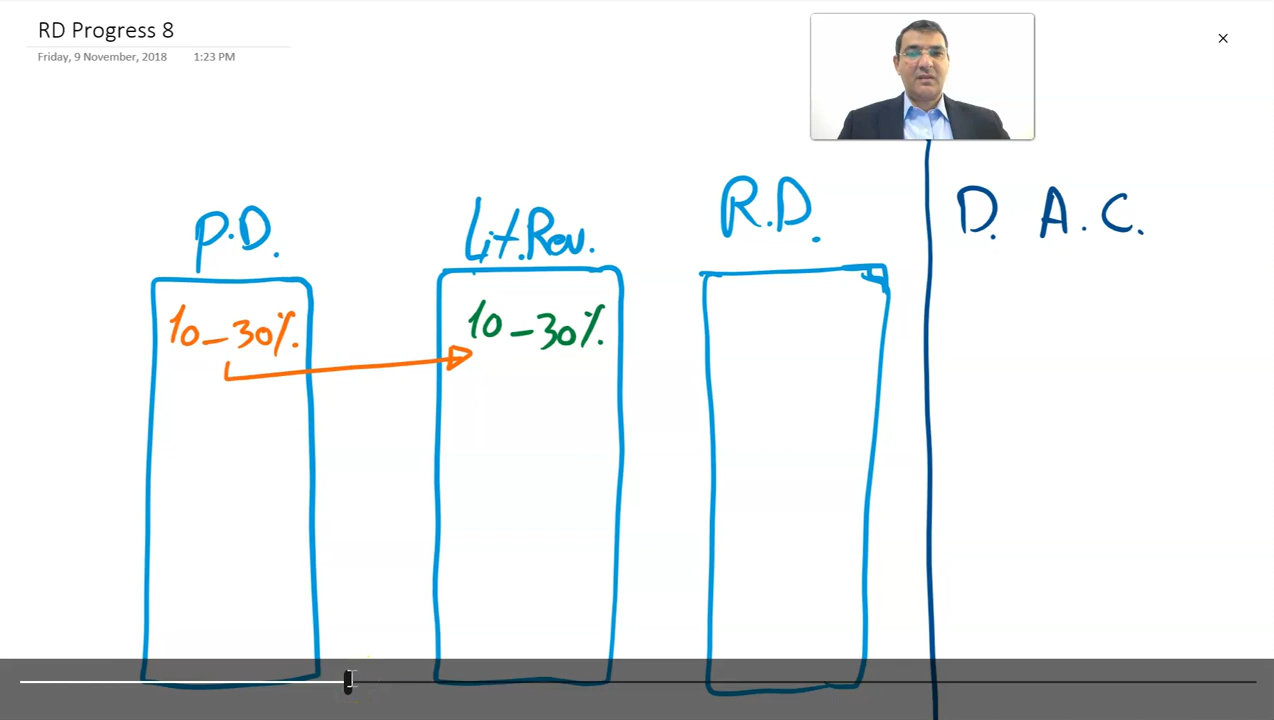 RD Progress 8
Friday, 9 November, 2018 1:23 PM
P.D. Lit.Rev. R.D. D. A. C.
10-30% 10-30%